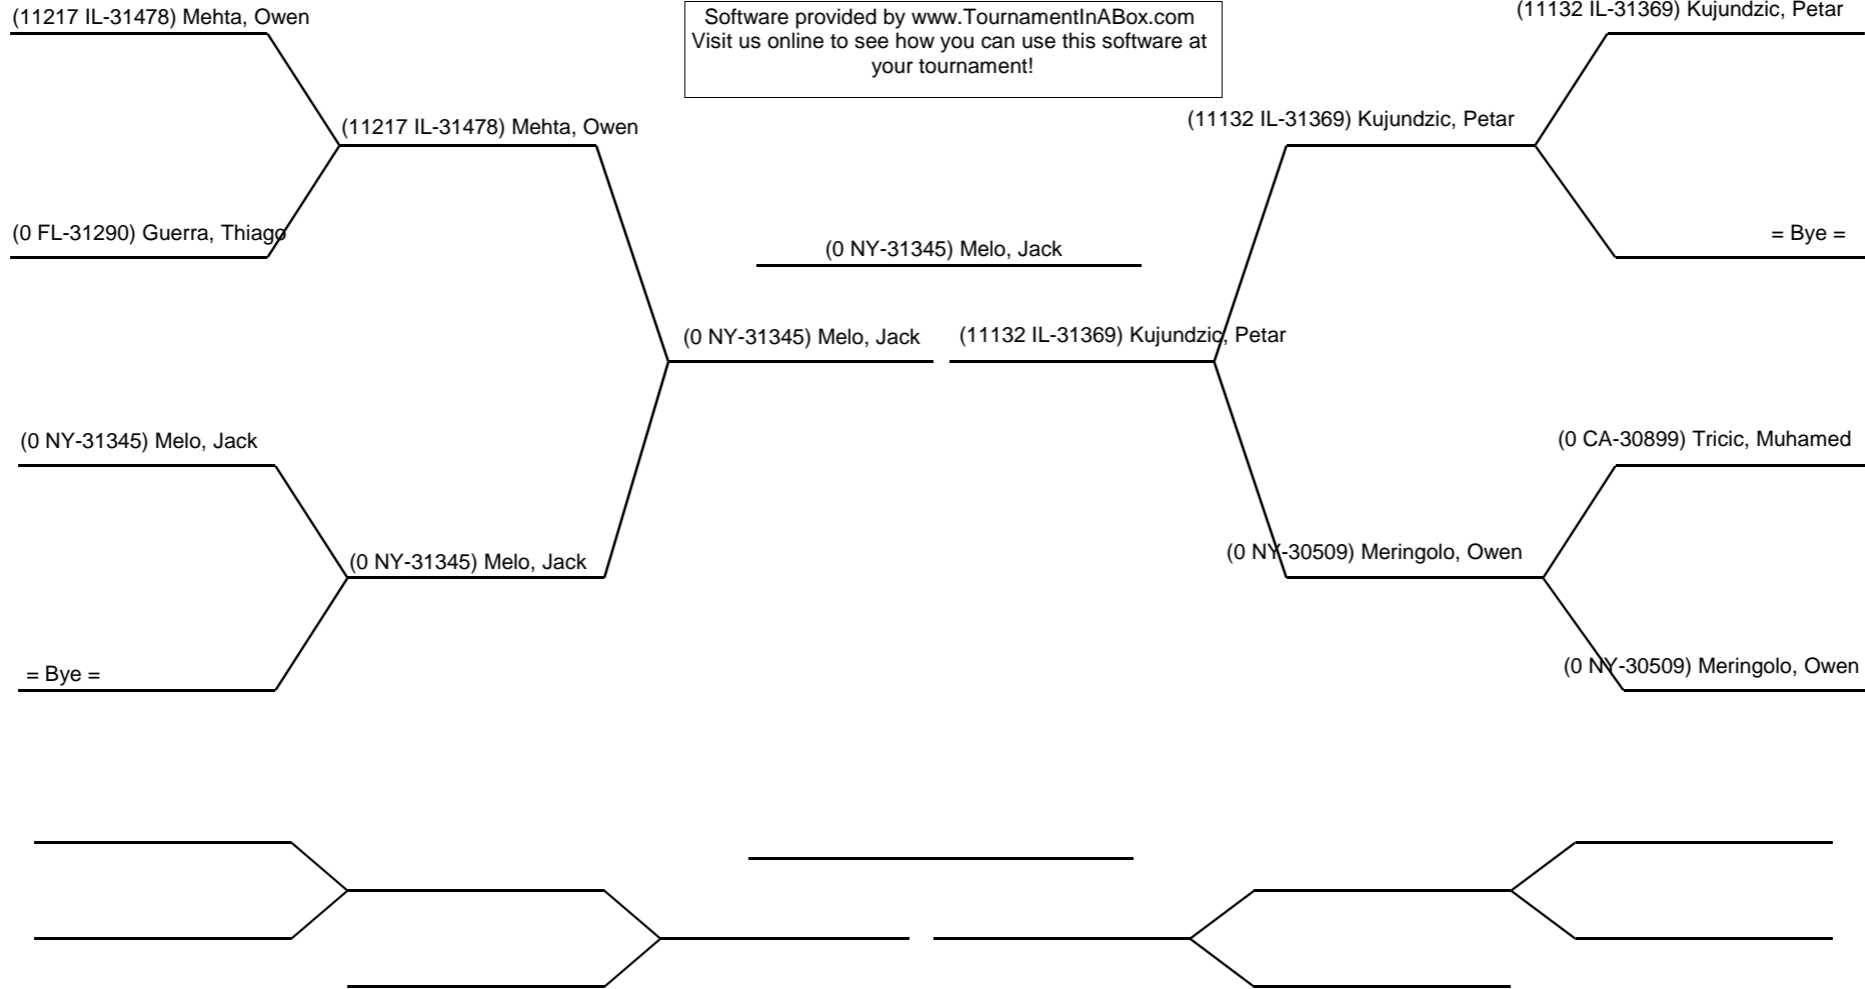 (11217 IL-31478) Mehta, Owen
Software provided by www.TournamentInABox.com
Visit us online to see how you can use this software at
your tournament!
(11132 IL-31369) Kujundzic, Petar
(11217 IL-31478) Mehta, Owen
(11132 IL-31369) Kujundzic, Petar
(0 FL-31290) Guerra, Thiago
(0 NY-31345) Melo, Jack
= Bye =
(0 NY-31345) Melo, Jack
(11132 IL-31369) Kujundzic, Petar
(0 NY-31345) Melo, Jack
(0 CA-30899) Tricic, Muhamed
(0 NY-31345) Melo, Jack
(0 NY-30509) Meringolo, Owen
= Bye =
(0 NY-30509) Meringolo, Owen